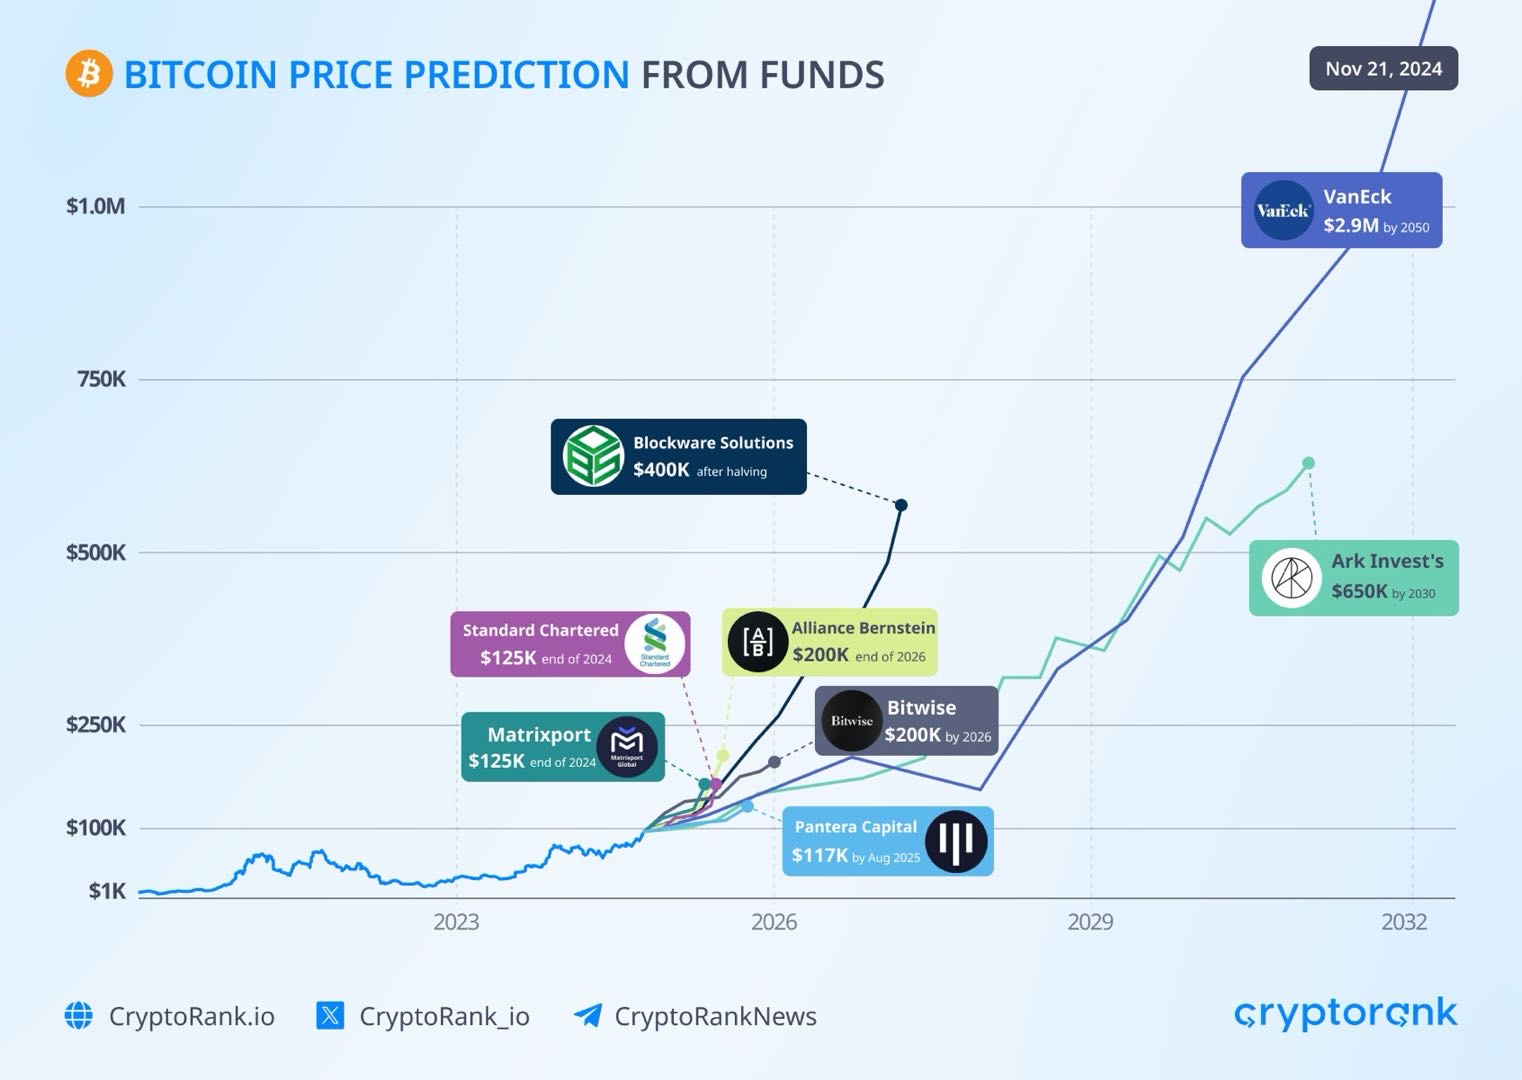 BITCOIN PRICE PREDICTION FROM FUNDS
Nov 21, 2024
$1.0M
750K
$500K
$250K
$100K
$1K
VanEck
VanEck
$2.9M by 2050
Blockware Solutions
$400K after halving
Ark Invest's
$650K by 2030
Standard Chartered
$125K end of 2024
Standard
Chartered
[A/B]
Alliance Bernstein
$200K end of 2026
Bitwise
Bitwise
$200K by 2026
Matrixport
$125K end of 2024
Matrixport
Global
Pantera Capital
$117K by Aug 2025
2023
2026
2029
2032
CryptoRank.io
CryptoRank_io
CryptoRankNews
cryptorank